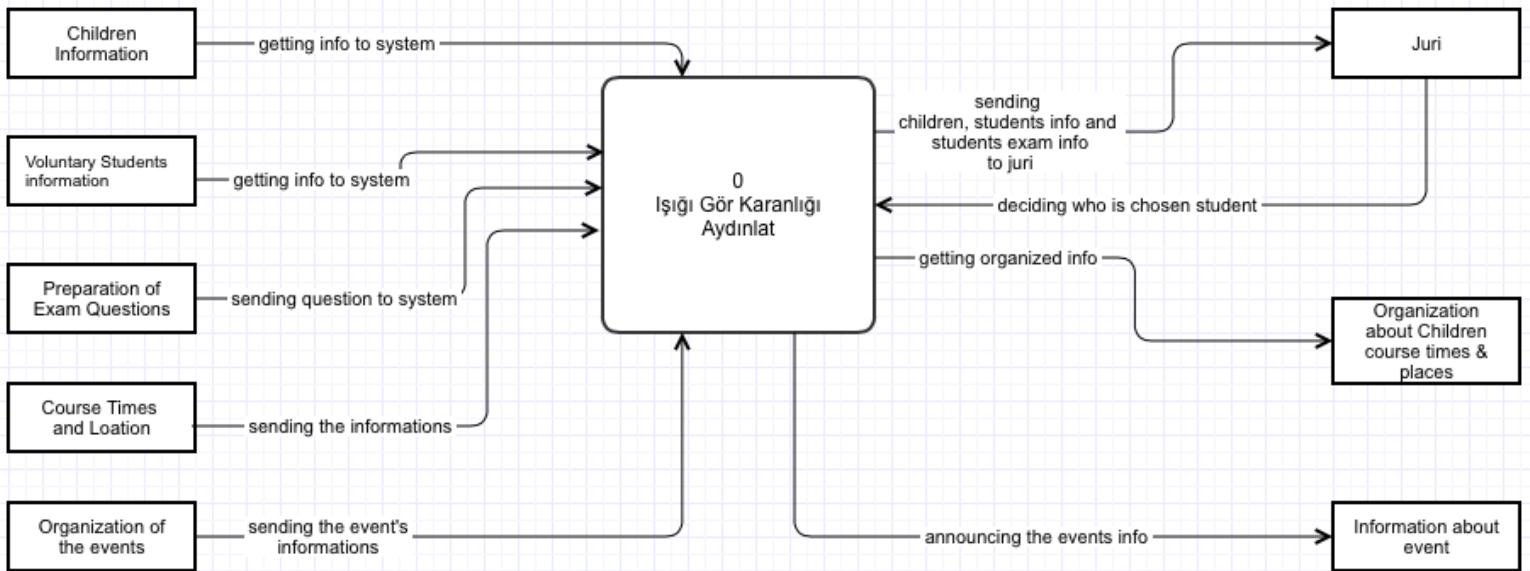 Children
Information
getting info to system
Juri
sending
children, students info and
students exam info
to juri
Voluntary Students
information
getting info to system
0
Işığı Gör Karanlığı
Aydınlat
deciding who is chosen student
getting organized info
Preparation of
Exam Questions
sending question to system
Organization
about Children
course times &
places
Course Times
and Loation
sending the informations
Organization of
the events
sending the event's
informations
announcing the events info
Information about
event